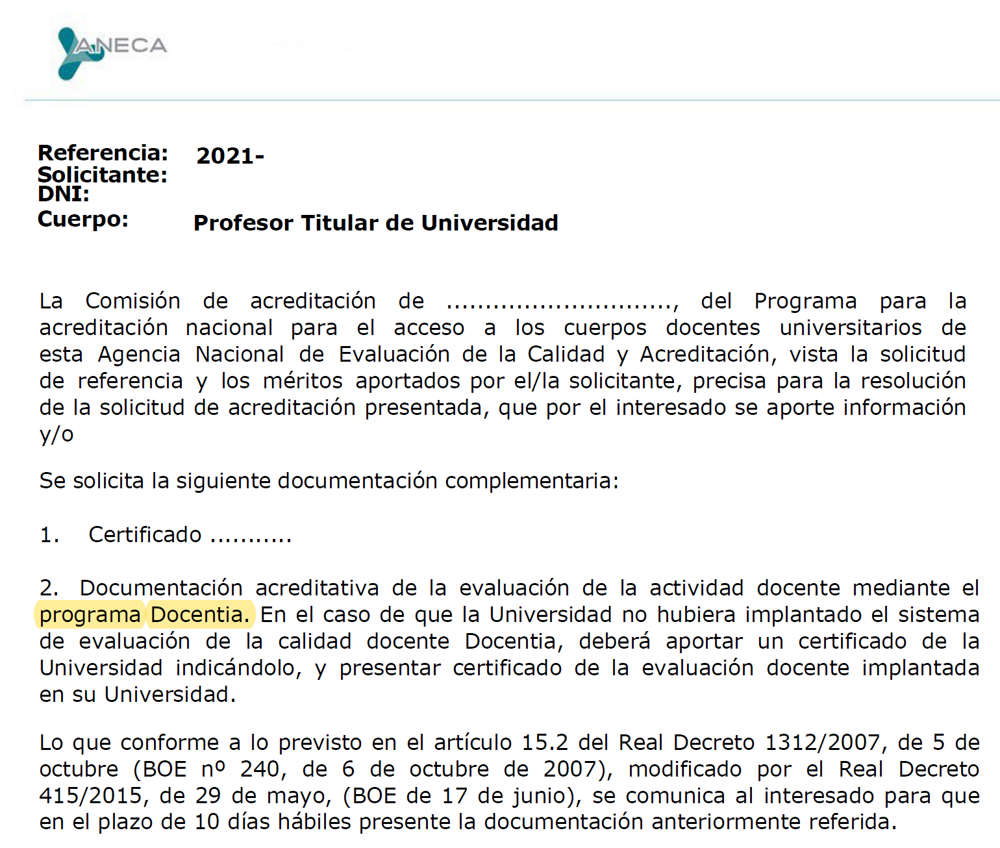 ANECA
Referencia: 2021-
Solicitante:
DNI:
Cuerpo: Profesor Titular de Universidad
La Comisión de acreditación de ............................., del Programa para la
acreditación nacional para el acceso a los cuerpos docentes universitarios de
esta Agencia Nacional de Evaluación de la Calidad y Acreditación, vista la solicitud
de referencia y los méritos aportados por el/la solicitante, precisa para la resolución
de la solicitud de acreditación presentada, que por el interesado se aporte información
y/o
Se solicita la siguiente documentación complementaria:
1. Certificado ...........
2. Documentación acreditativa de la evaluación de la actividad docente mediante el
programa Docentia. En el caso de que la Universidad no hubiera implantado el sistema
de evaluación de la calidad docente Docentia, deberá aportar un certificado de la
Universidad indicándolo, y presentar certificado de la evaluación docente implantada
en su Universidad.
Lo que conforme a lo previsto en el artículo 15.2 del Real Decreto 1312/2007, de 5 de
octubre (BOE nº 240, de 6 de octubre de 2007), modificado por el Real Decreto
415/2015, de 29 de mayo, (BOE de 17 de junio), se comunica al interesado para que
en el plazo de 10 días hábiles presente la documentación anteriormente referida.